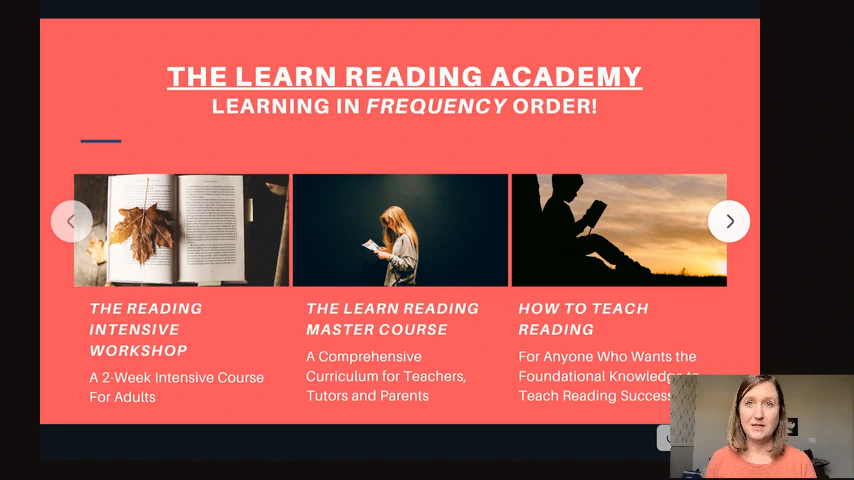 THE LEARN READING ACADEMY
LEARNING IN FREQUENCY ORDER!
THE READING
INTENSIVE
WORKSHOP
A 2-Week Intensive Course
For Adults
THE LEARN READING
MASTER COURSE
A Comprehensive
Curriculum for Teachers,
Tutors and Parents
HOW TO TEACH
READING
For Anyone Who Wants the
Foundational Knowledge to
Teach Reading